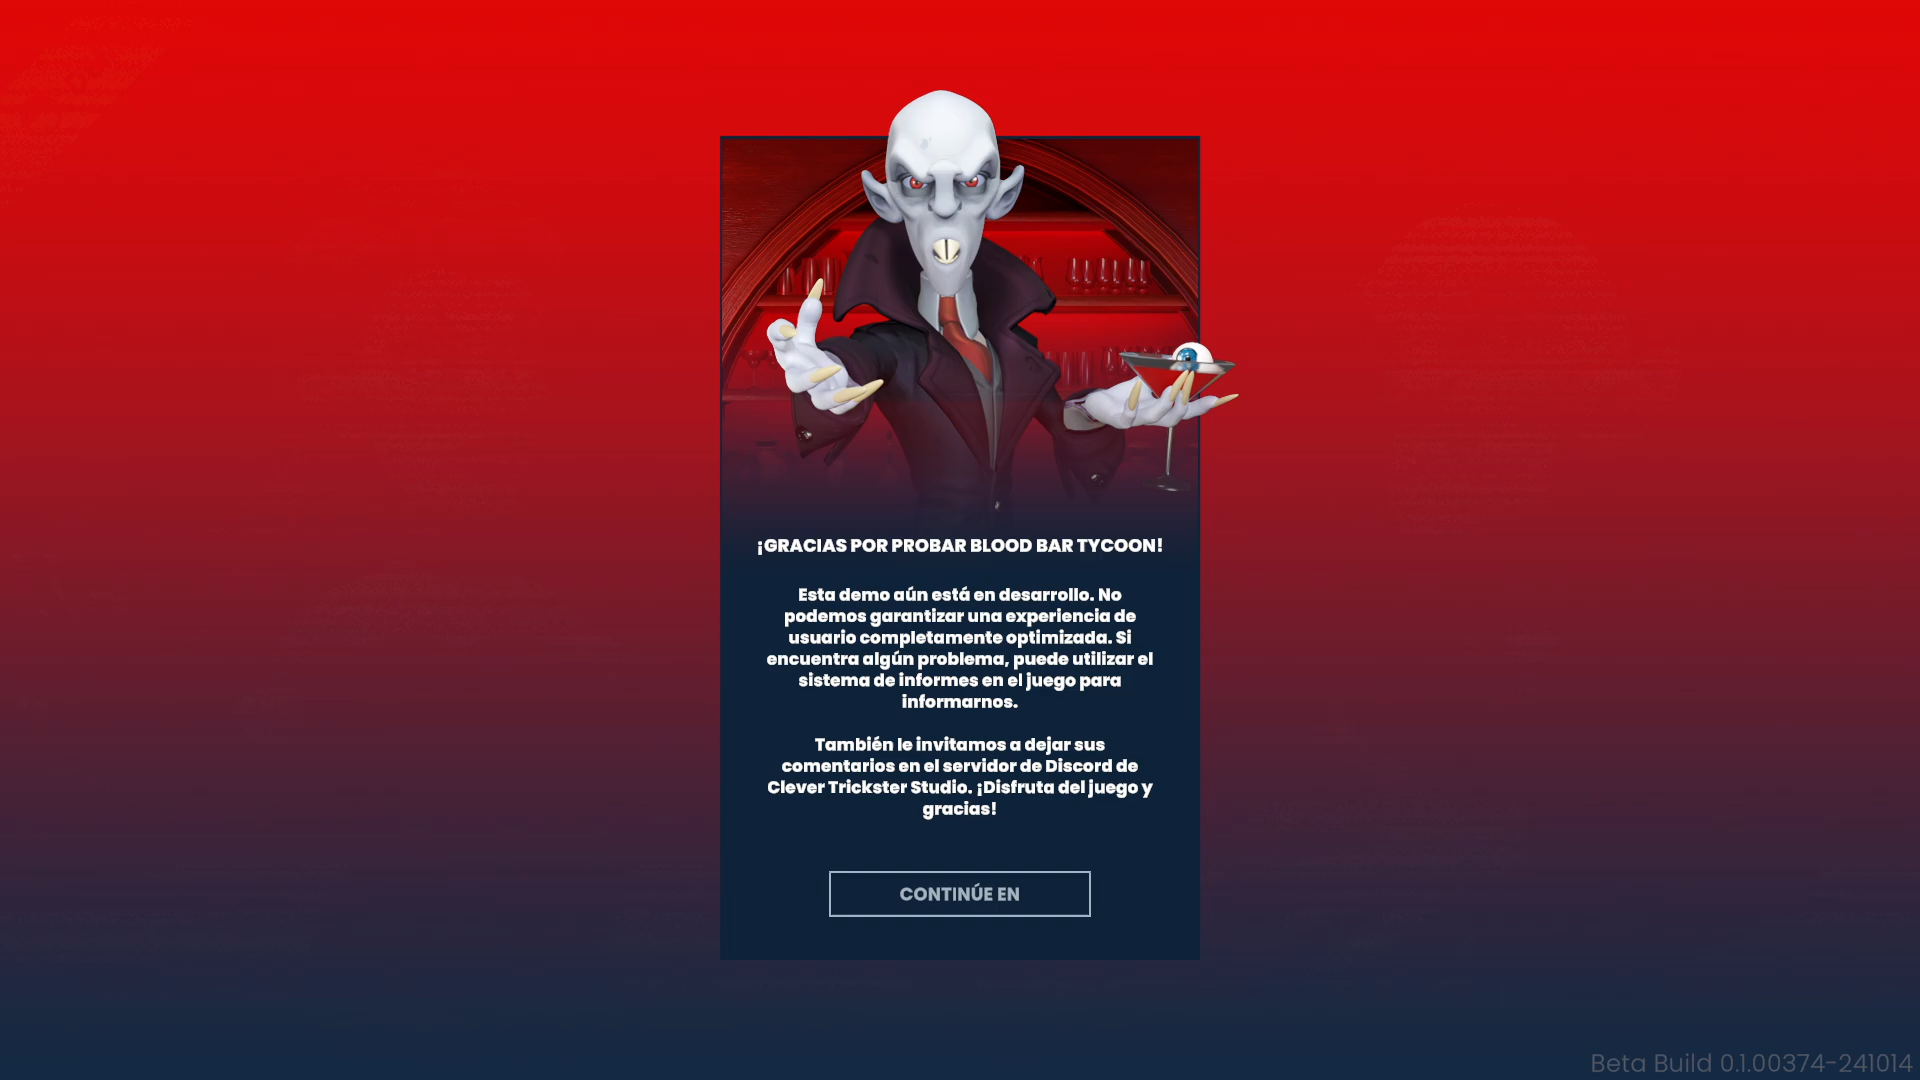 ¡GRACIAS POR PROBAR BLOOD BAR TYCOON!
Esta demo aún está en desarrollo. No
podemos garantizar una experiencia de
usuario completamente optimizada. Si
encuentra algún problema, puede utilizar el
sistema de informes en el juego para
informarnos.
También le invitamos a dejar sus
comentarios en el servidor de Discord de
Clever Trickster Studio. ¡Disfruta del juego y
gracias!
CONTINÚE EN
Beta Build 0.1.00374-241014